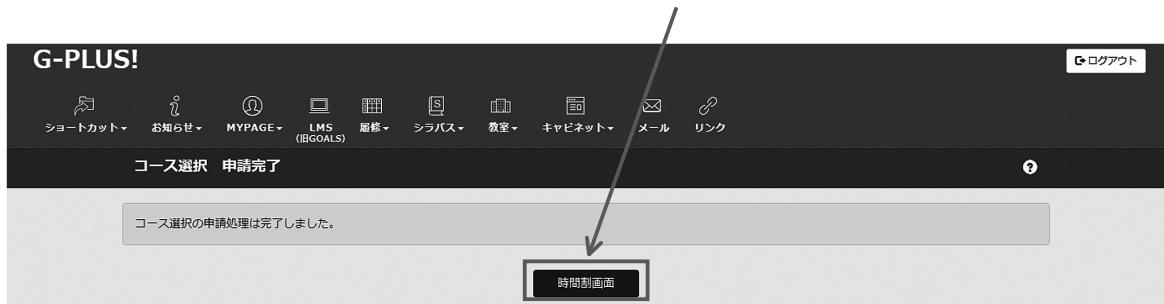 G-PLUS!
ログアウト
ショートカット お知らせ MYPAGE LMS 履修 シラバス 教室 キャビネット メール リンク
(旧GOALS)
コース選択 申請完了
コース選択の申請処理は完了しました。
時間割画面